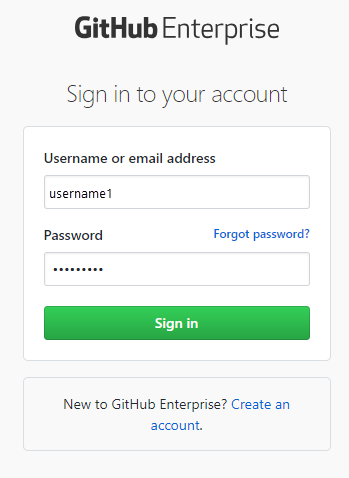 GitHub Enterprise
Sign in to your account
Username or email address
username1
Password Forgot password?
•••••••••
Sign in
New to GitHub Enterprise? Create an
account.